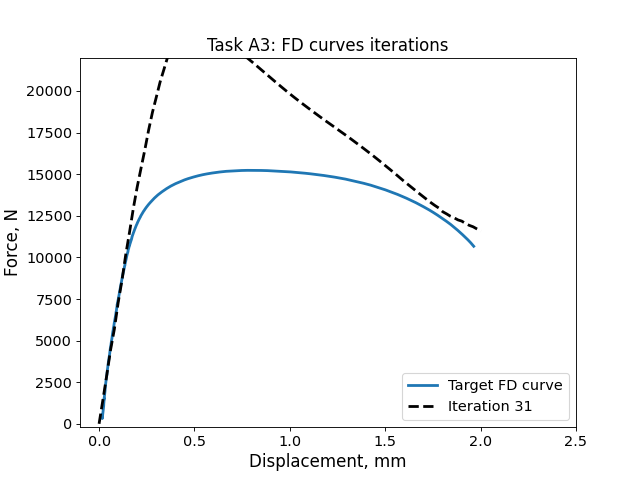 Task A3: FD curves iterations
Force, N
20000
17500
15000
12500
10000
7500
5000
2500
0
Target FD curve
Iteration 31
0.0 0.5 1.0 1.5 2.0 2.5
Displacement, mm